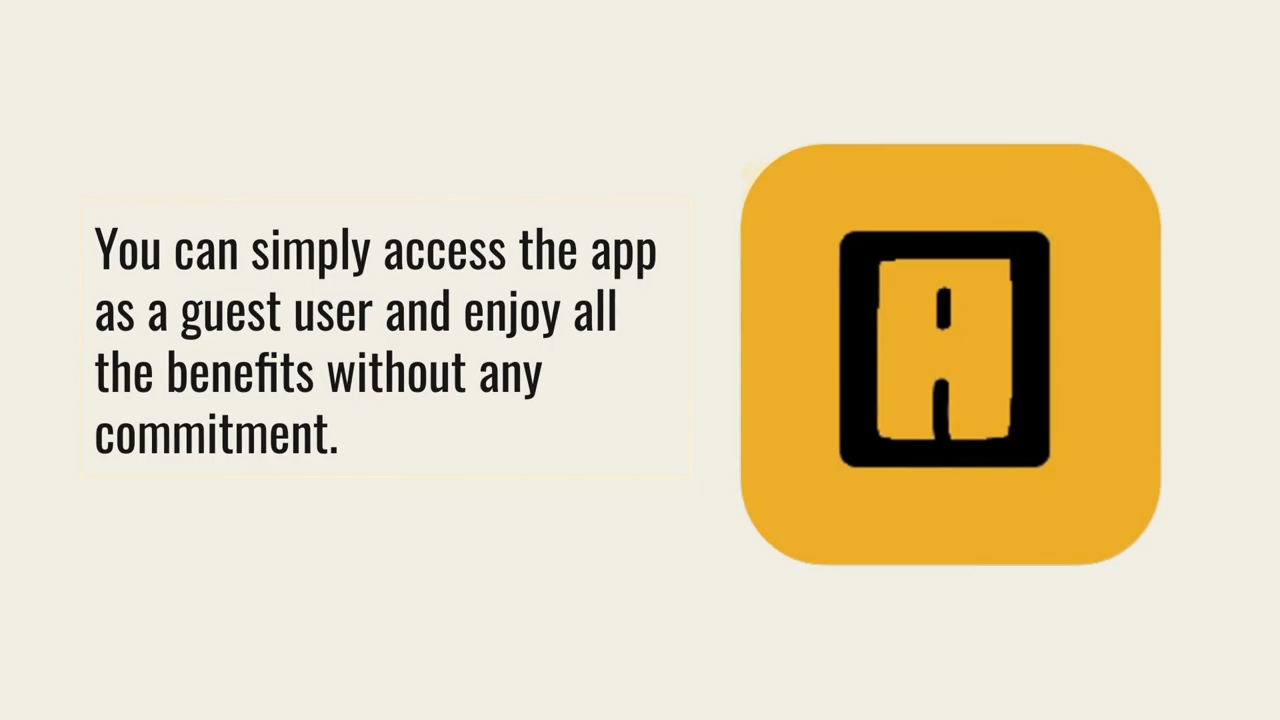 You can simply access the app
as a guest user and enjoy all
the benefits without any
commitment.
A